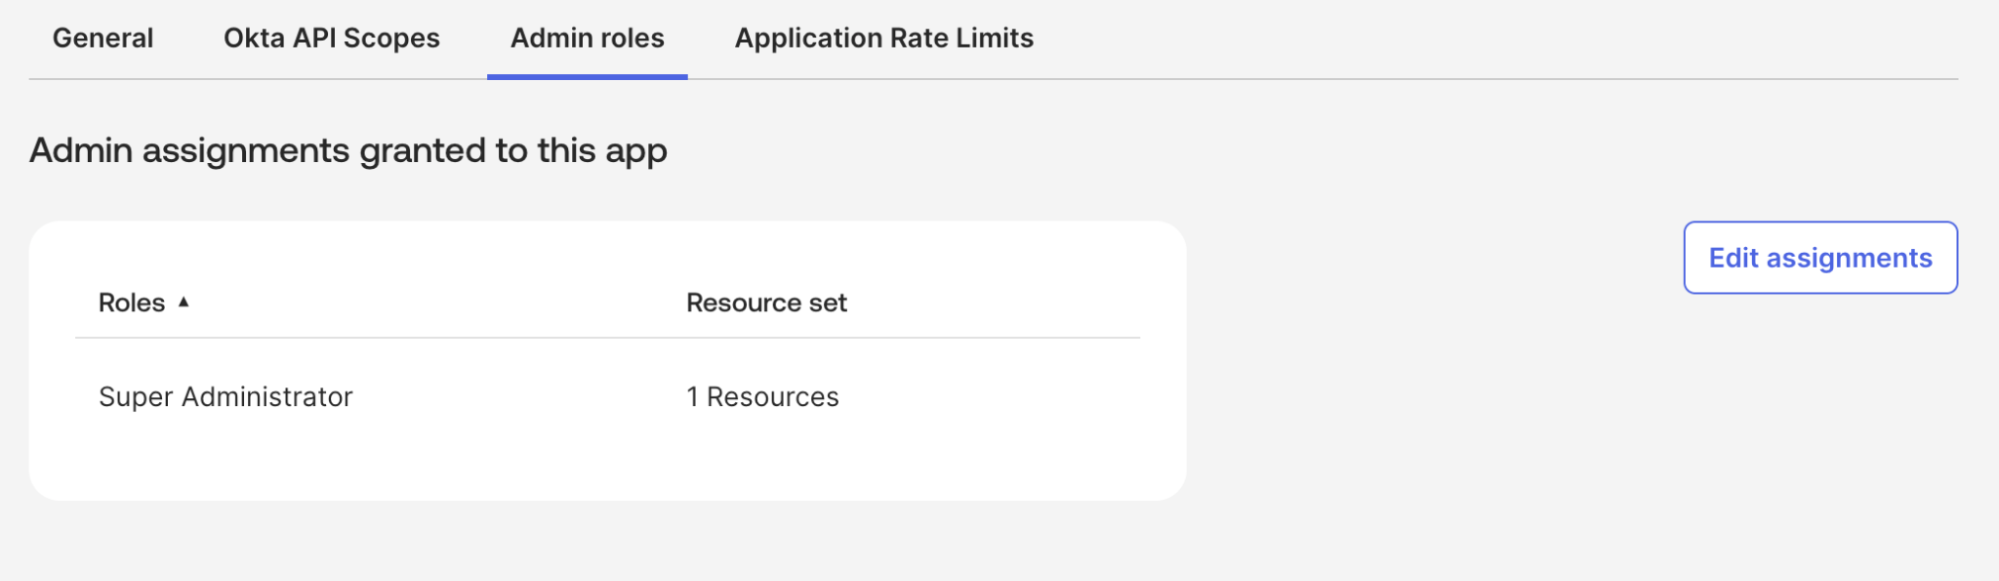 General Okta API Scopes Admin roles Application Rate Limits
Admin assignments granted to this app
Edit assignments
Roles ▲ Resource set
Super Administrator 1 Resources